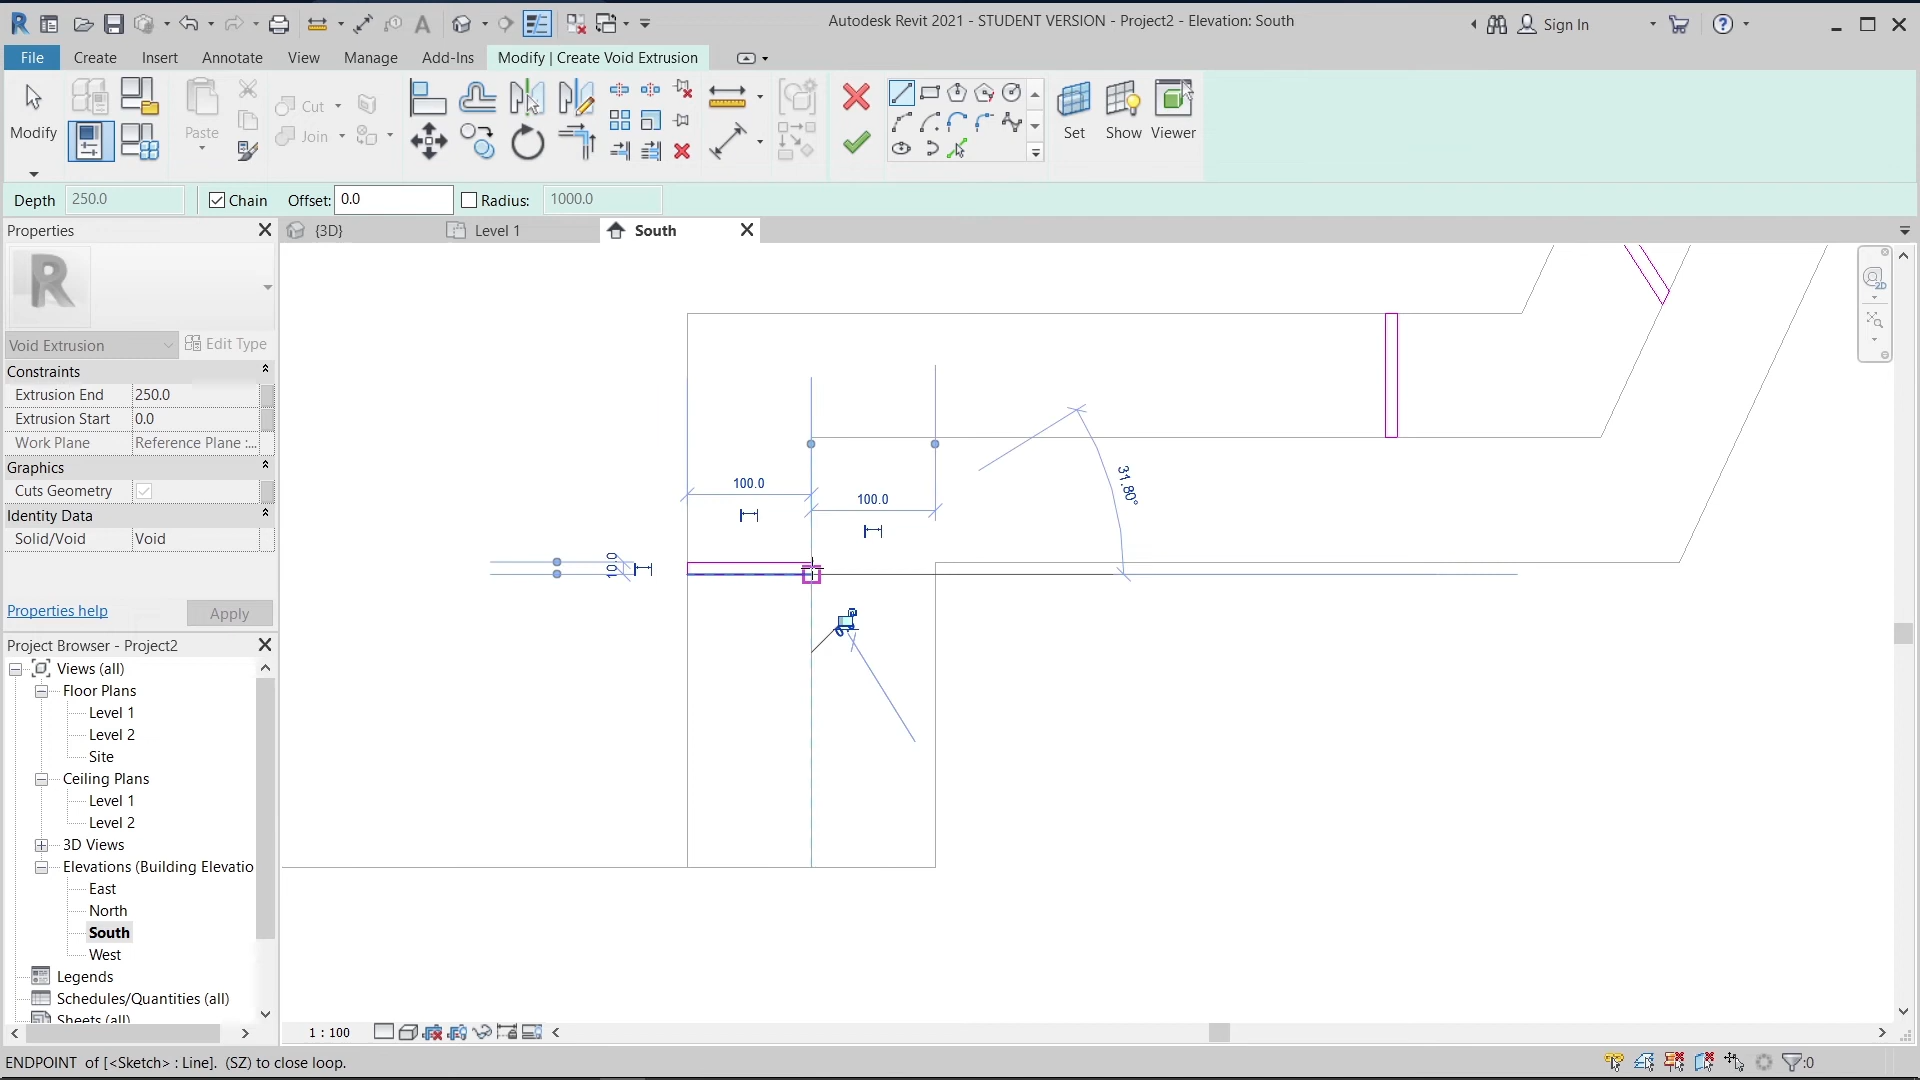 Autodesk Revit 2021 - STUDENT VERSION - Project2 - Elevation: South
Sign In
File Create Insert Annotate View Manage Add-Ins Modify | Create Void Extrusion
Modify
Paste
Cut
Join
Set Show Viewer
Depth 250.0 Chain Offset: 0.0 Radius: 1000.0
Properties
{3D} Level 1 South
Void Extrusion Edit Type
Constraints
Extrusion End 250.0
Extrusion Start 0.0
Work Plane Reference Plane :...
Graphics
Cuts Geometry
Identity Data
Solid/Void Void
Properties help Apply
100.0
100.0
31.80°
10.0
Project Browser - Project2
Views (all)
Floor Plans
Level 1
Level 2
Site
Ceiling Plans
Level 1
Level 2
3D Views
Elevations (Building Elevatio
East
North
South
West
Legends
Schedules/Quantities (all)
Sheets (all)
1 : 100
ENDPOINT of [<Sketch> : Line]. (SZ) to close loop.
:0